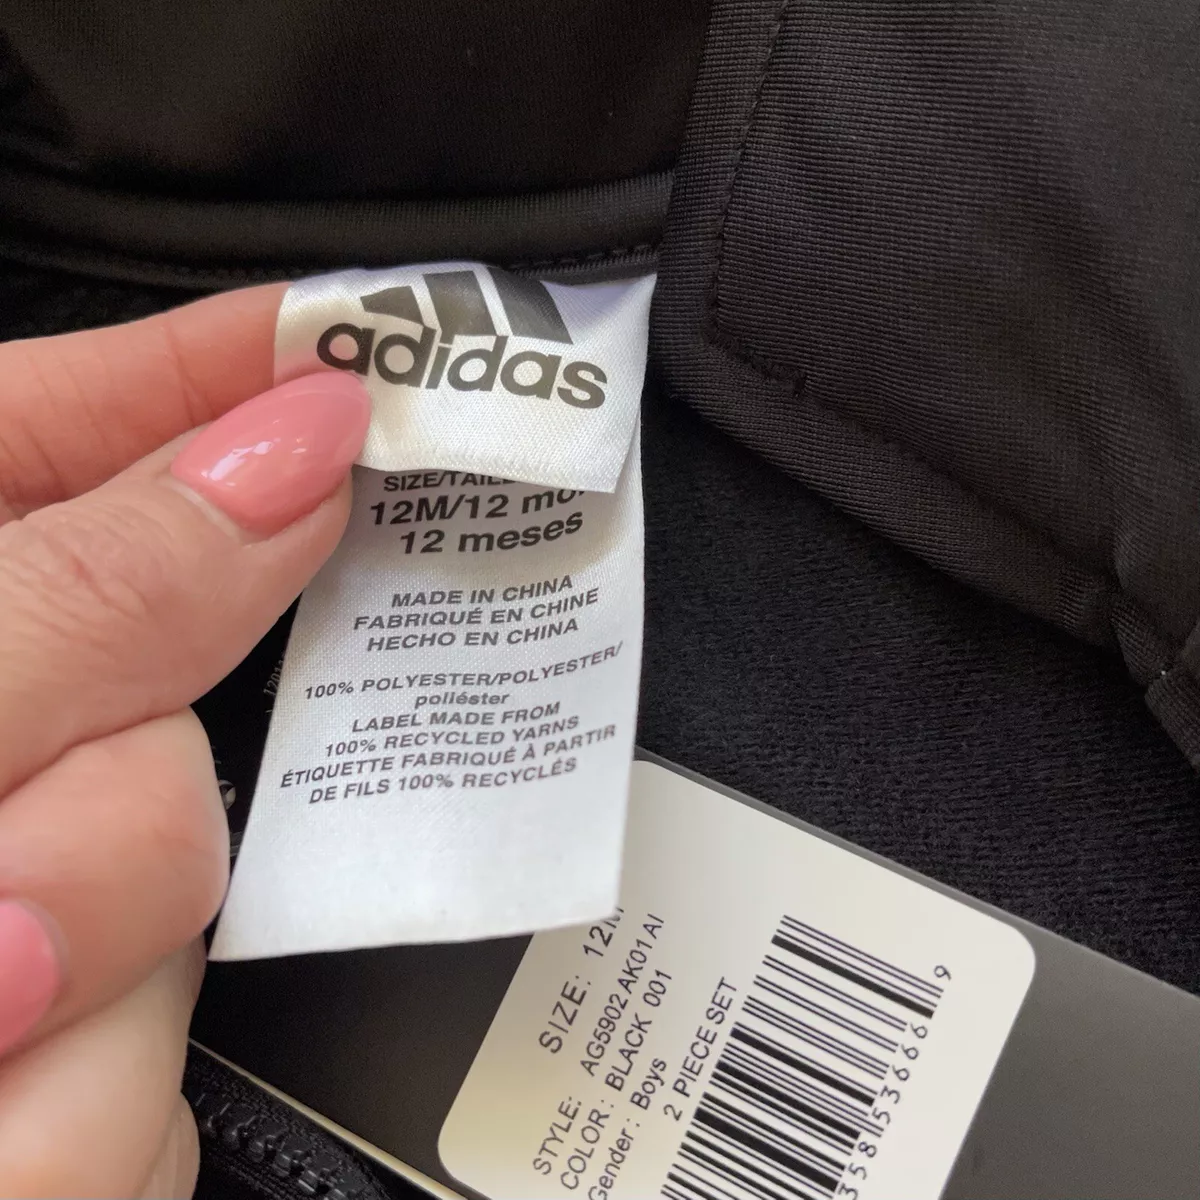 adidas
12M/12
12 meses
MADE IN CHINA
FABRIQUÉ EN CHINE
HECHO EN CHINA
100% POLYESTER/POLYESTER/
poliéster
LABEL MADE FROM
100% RECYCLED YARNS
ÉTIQUETTE FABRIQUÉ À PARTIR
DE FILS 100% RECYCLÉS
SIZE:
STYLE: AG5902 AK01 AI
COLOR: BLACK 001
Gender: Boys
2 PIECE SET
358153666 9